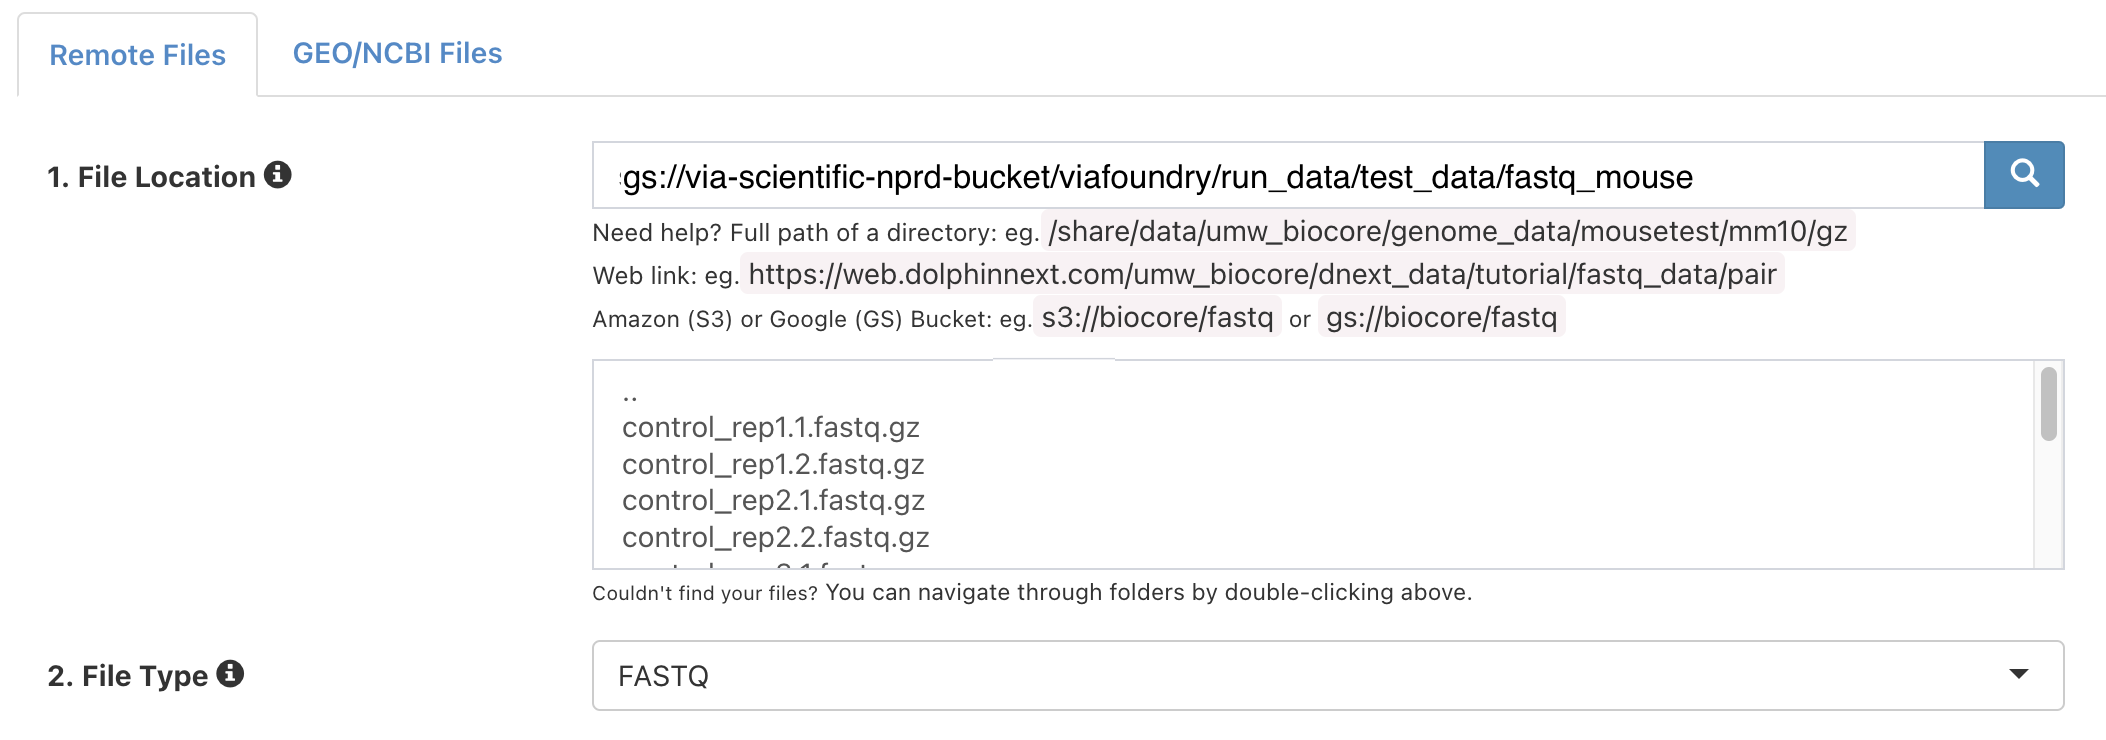 Remote Files
GEO/NCBI Files
1. File Location
gs://via-scientific-nprd-bucket/viafoundry/run_data/test_data/fastq_mouse
Need help? Full path of a directory: eg. /share/data/umw_biocore/genome_data/mousetest/mm10/gz
Web link: eg. https://web.dolphinnext.com/umw_biocore/dnext_data/tutorial/fastq_data/pair
Amazon (S3) or Google (GS) Bucket: eg. s3://biocore/fastq or gs://biocore/fastq
..
control_rep1.1.fastq.gz
control_rep1.2.fastq.gz
control_rep2.1.fastq.gz
control_rep2.2.fastq.gz
Couldn't find your files? You can navigate through folders by double-clicking above.
2. File Type
FASTQ